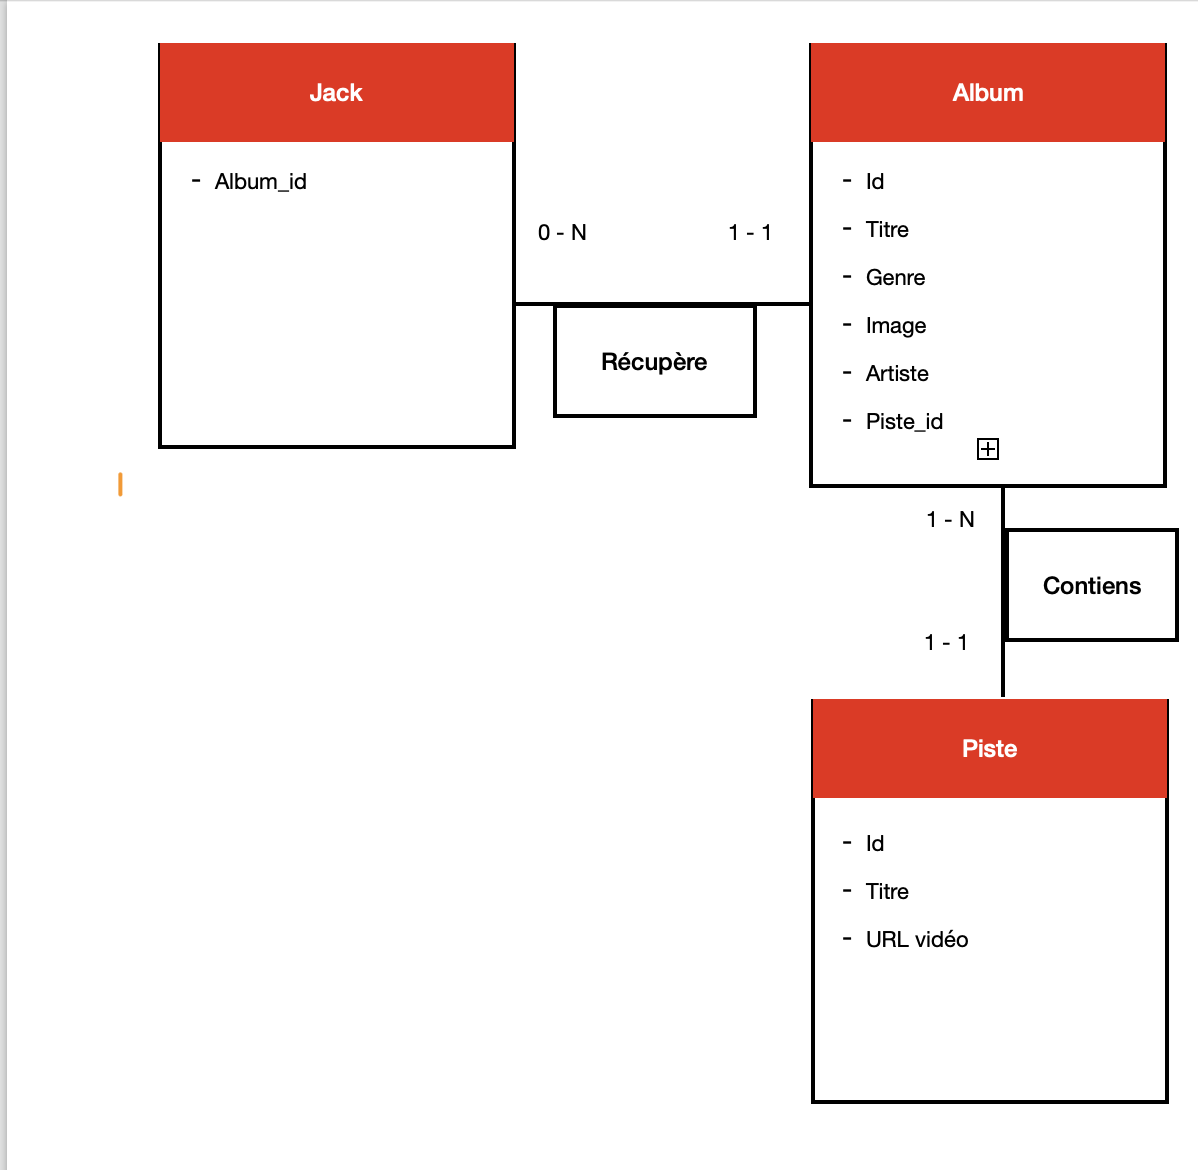 Jack
- Album_id
0 - N
1 - 1
Récupère
Album
- Id
- Titre
- Genre
- Image
- Artiste
- Piste_id
1 - N
Contiens
1 - 1
Piste
- Id
- Titre
- URL vidéo